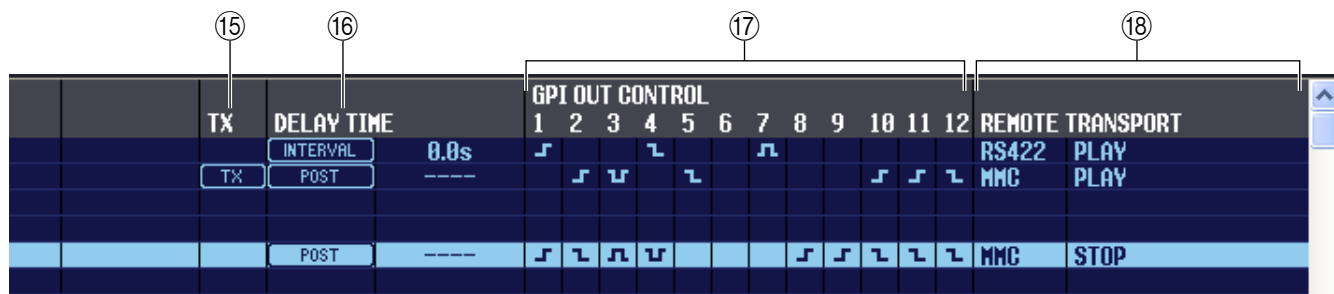 ⑮ ⑯ ⑰ ⑱
GPI OUT CONTROL
TX DELAY TIME 1 2 3 4 5 6 7 8 9 10 11 12 REMOTE TRANSPORT
INTERVAL 0.0s RS422 PLAY
TX POST ---- MMC PLAY
POST ---- MMC STOP